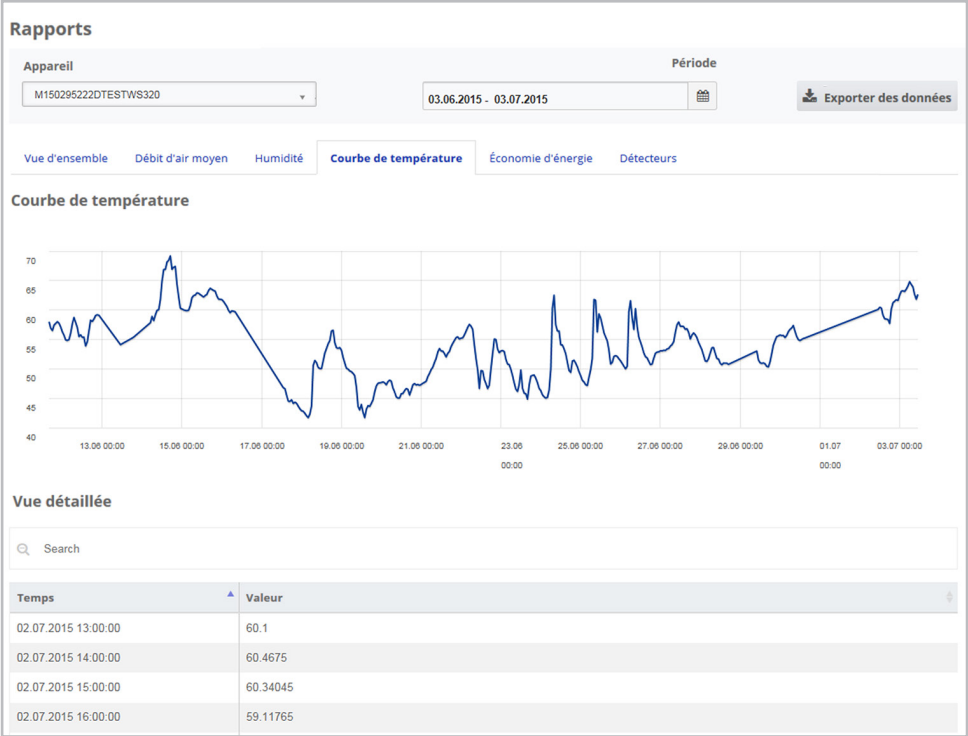 Rapports
Appareil
Période
M150295222DTESTWS320
03.06.2015 - 03.07.2015
Exporter des données
Vue d'ensemble Débit d'air moyen Humidité Courbe de température Économie d'énergie Détecteurs
Courbe de température
70
65
60
55
50
45
40
13.06 00:00 15.06 00:00 17.06 00:00 19.06 00:00 21.06 00:00 23.06 00:00 25.06 00:00 27.06 00:00 29.06 00:00 01.07 00:00 03.07 00:00
Vue détaillée
Search
Temps Valeur
02.07.2015 13:00:00 60.1
02.07.2015 14:00:00 60.4675
02.07.2015 15:00:00 60.34045
02.07.2015 16:00:00 59.11765